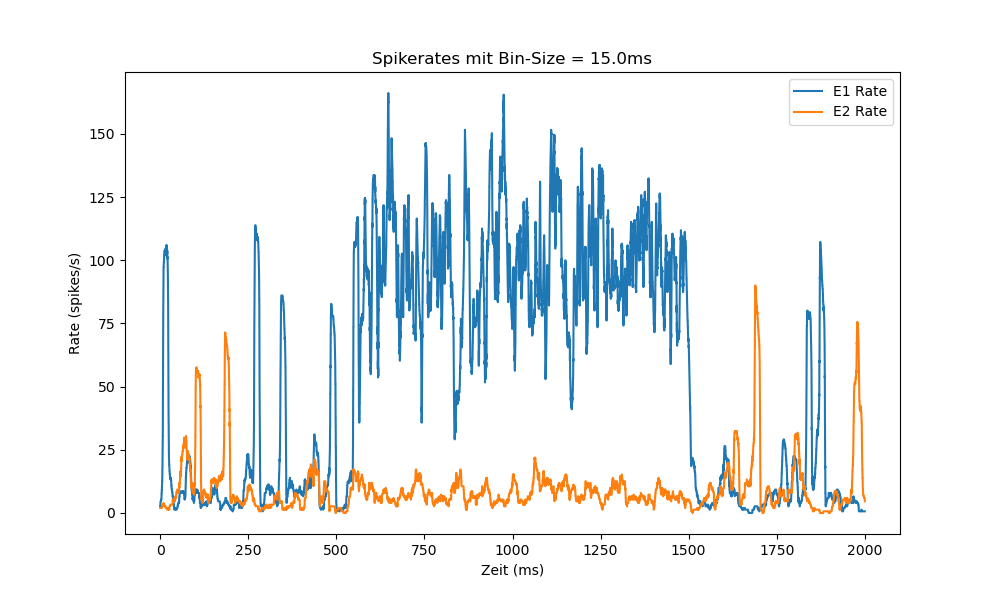 Spikerates mit Bin-Size = 15.0ms
E1 Rate
E2 Rate
Rate (spikes/s)
150
125
100
75
50
25
0
0 250 500 750 1000 1250 1500 1750 2000
Zeit (ms)